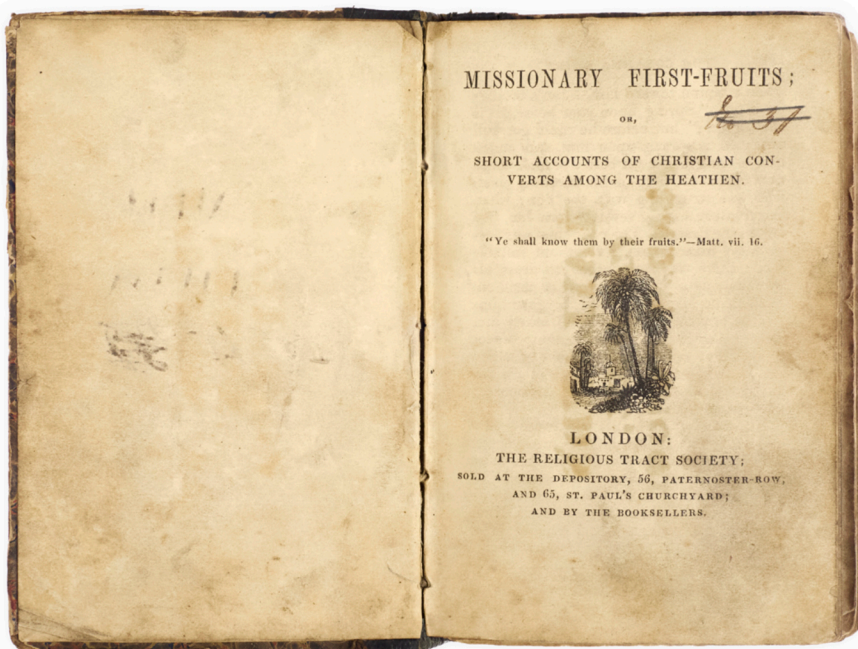 MISSIONARY FIRST-FRUITS;
OR,
SHORT ACCOUNTS OF CHRISTIAN CON-
VERTS AMONG THE HEATHEN.
"Ye shall know them by their fruits."—Matt. vii. 16.
LONDON:
THE RELIGIOUS TRACT SOCIETY;
SOLD AT THE DEPOSITORY, 56, PATERNOSTER-ROW,
AND 65, ST. PAUL'S CHURCHYARD;
AND BY THE BOOKSELLERS.